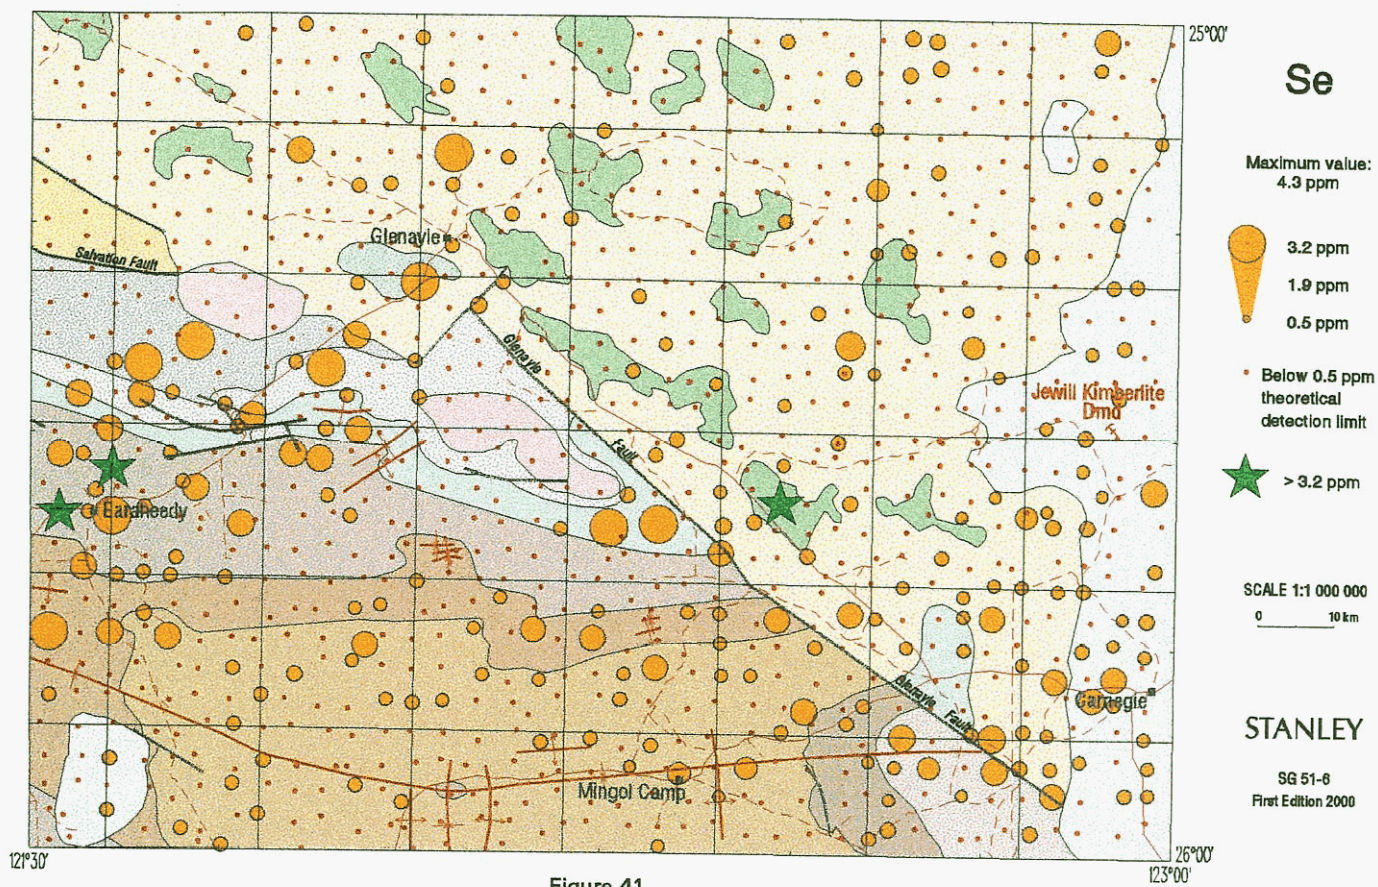 25°00'
Se
Maximum value:
4.3 ppm
3.2 ppm
1.9 ppm
0.5 ppm
Below 0.5 ppm
theoretical
detection limit
> 3.2 ppm
SCALE 1:1 000 000
0 10 km
STANLEY
SG 51-6
First Edition 2000
Glenayle
Salvation Fault
Glenayle
Fault
Jewill Kimberlite
Dmd
Earaheedy
Glenayle Fault
Carnegie
Mingol Camp
121°30'
26°00'
123°00'
Figure 41